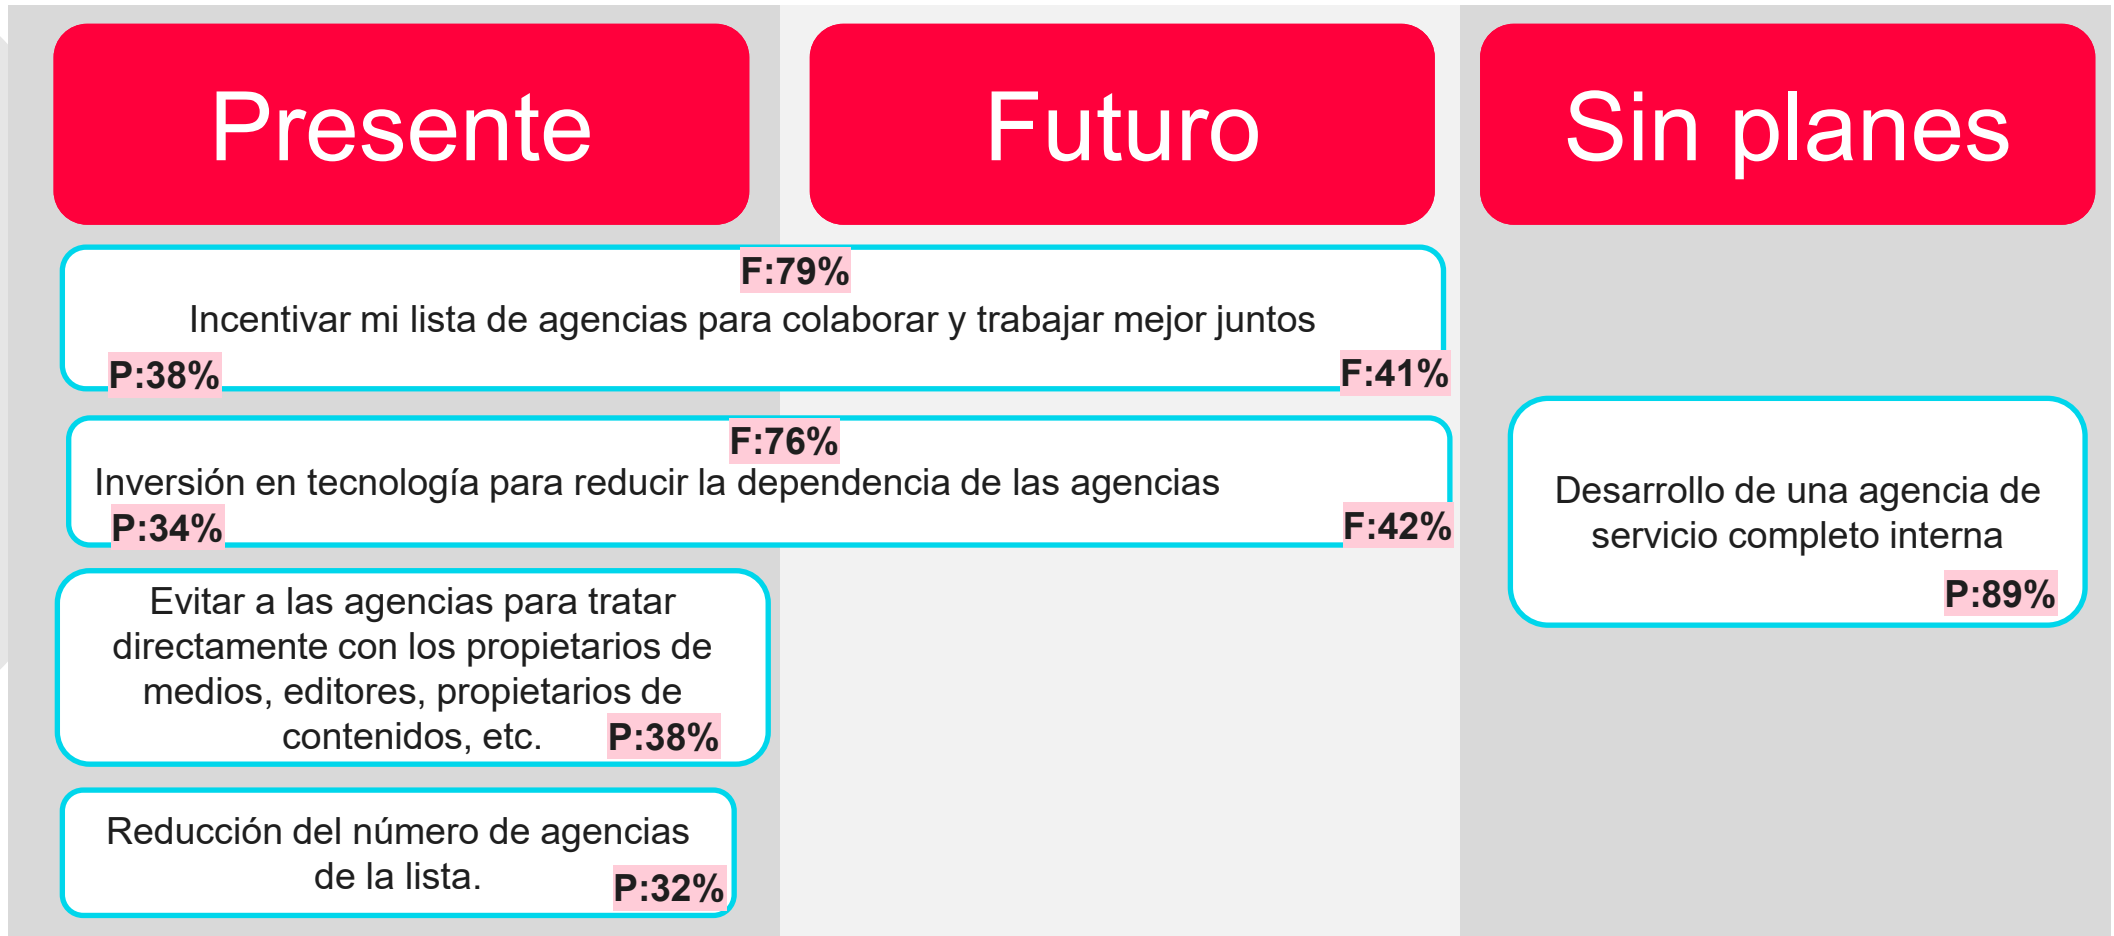 Presente
Futuro
Sin planes
F:79%
Incentivar mi lista de agencias para colaborar y trabajar mejor juntos
P:38%
F:41%
F:76%
Inversión en tecnología para reducir la dependencia de las agencias
P:34%
F:42%
Evitar a las agencias para tratar
directamente con los propietarios de
medios, editores, propietarios de
contenidos, etc.
P:38%
Reducción del número de agencias
de la lista.
P:32%
Desarrollo de una agencia de
servicio completo interna
P:89%